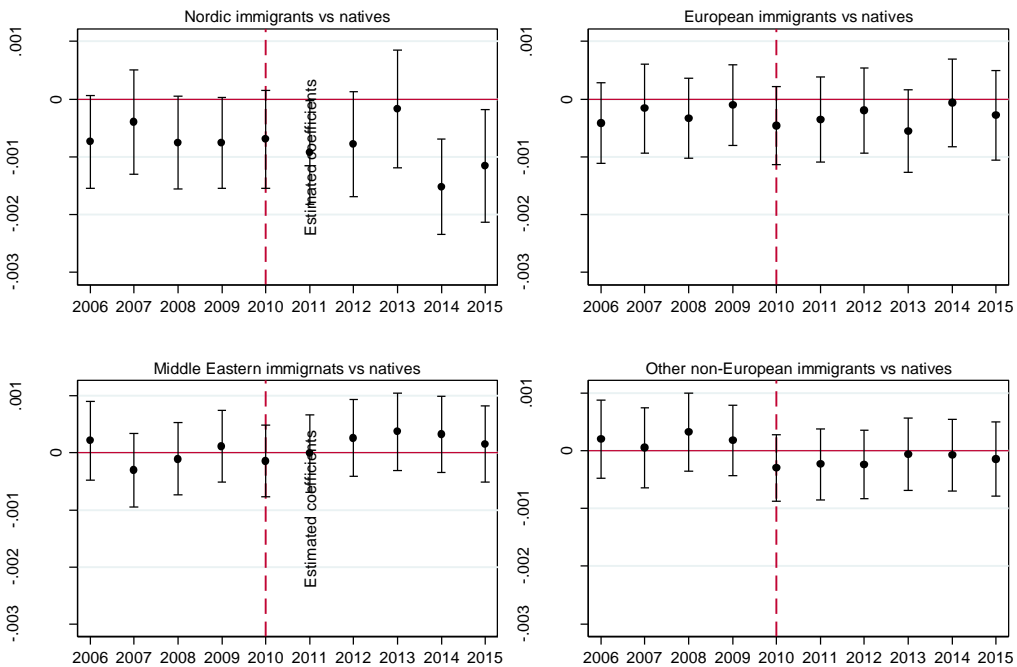 Nordic immigrants vs natives
.001
0
-.001
-.002
-.003
Estimated coefficients
2006 2007 2008 2009 2010 2011 2012 2013 2014 2015
European immigrants vs natives
.001
0
-.001
-.002
-.003
2006 2007 2008 2009 2010 2011 2012 2013 2014 2015
Middle Eastern immigrnats vs natives
.001
0
-.001
-.002
-.003
Estimated coefficients
2006 2007 2008 2009 2010 2011 2012 2013 2014 2015
Other non-European immigrants vs natives
.001
0
-.001
-.002
-.003
2006 2007 2008 2009 2010 2011 2012 2013 2014 2015